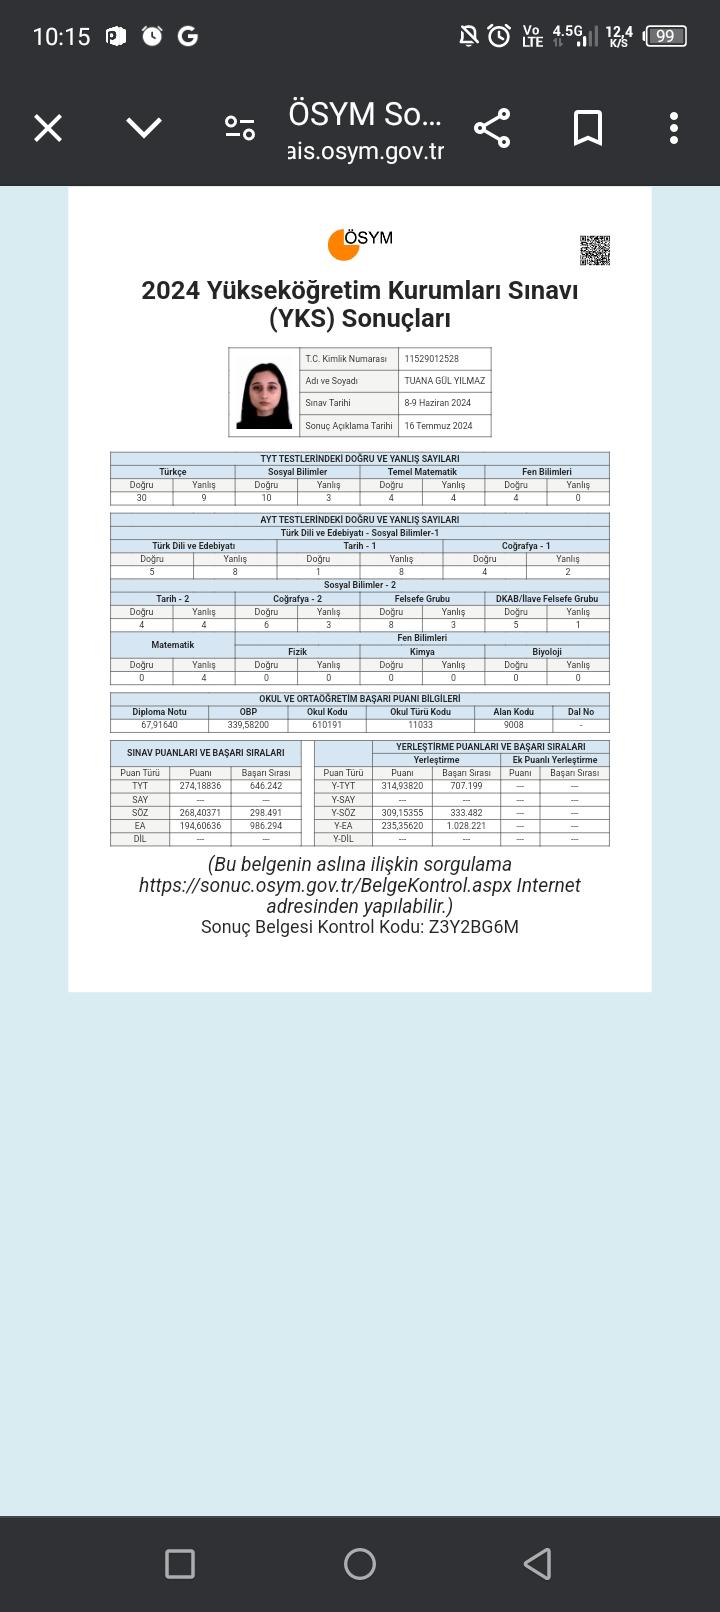 10:15 Vo LTE 4.5G 12,4 K/S 99
ÖSYM So...
ais.osym.gov.tr
ÖSYM
2024 Yükseköğretim Kurumları Sınavı
(YKS) Sonuçları
T.C. Kimlik Numarası 11529012528
Adı ve Soyadı TUANA GÜL YILMAZ
Sınav Tarihi 8-9 Haziran 2024
Sonuç Açıklama Tarihi 16 Temmuz 2024
TYT TESTLERİNDEKİ DOĞRU VE YANLIŞ SAYILARI
Türkçe Sosyal Bilimler Temel Matematik Fen Bilimleri
Doğru Yanlış Doğru Yanlış Doğru Yanlış Doğru Yanlış
30 9 10 3 4 4 4 0
AYT TESTLERİNDEKİ DOĞRU VE YANLIŞ SAYILARI
Türk Dili ve Edebiyatı - Sosyal Bilimler-1
Türk Dili ve Edebiyatı Tarih - 1 Coğrafya - 1
Doğru Yanlış Doğru Yanlış Doğru Yanlış
5 8 1 8 4 2
Sosyal Bilimler - 2
Tarih - 2 Coğrafya - 2 Felsefe Grubu DKAB/İlave Felsefe Grubu
Doğru Yanlış Doğru Yanlış Doğru Yanlış Doğru Yanlış
4 4 6 3 8 3 5 1
Matematik Fen Bilimleri
Fizik Kimya Biyoloji
Doğru Yanlış Doğru Yanlış Doğru Yanlış Doğru Yanlış
0 4 0 0 0 0 0 0
OKUL VE ORTAÖĞRETİM BAŞARI PUANI BİLGİLERİ
Diploma Notu OBP Okul Kodu Okul Türü Kodu Alan Kodu Dal No
67,91640 339,58200 610191 11033 9008 -
SINAV PUANLARI VE BAŞARI SIRALARI
Puan Türü Puanı Başarı Sırası
TYT 274,18836 646.242
SAY --- ---
SÖZ 268,40371 298.491
EA 194,60636 986.294
DİL --- ---
YERLEŞTİRME PUANLARI VE BAŞARI SIRALARI
Yerleştirme Ek Puanlı Yerleştirme
Puan Türü Puanı Başarı Sırası Puanı Başarı Sırası
Y-TYT 314,93820 707.199 --- ---
Y-SAY --- --- --- ---
Y-SÖZ 309,15355 333.482 --- ---
Y-EA 235,35620 1.028.221 --- ---
Y-DİL --- --- --- ---
(Bu belgenin aslına ilişkin sorgulama
https://sonuc.osym.gov.tr/BelgeKontrol.aspx Internet
adresinden yapılabilir.)
Sonuç Belgesi Kontrol Kodu: Z3Y2BG6M